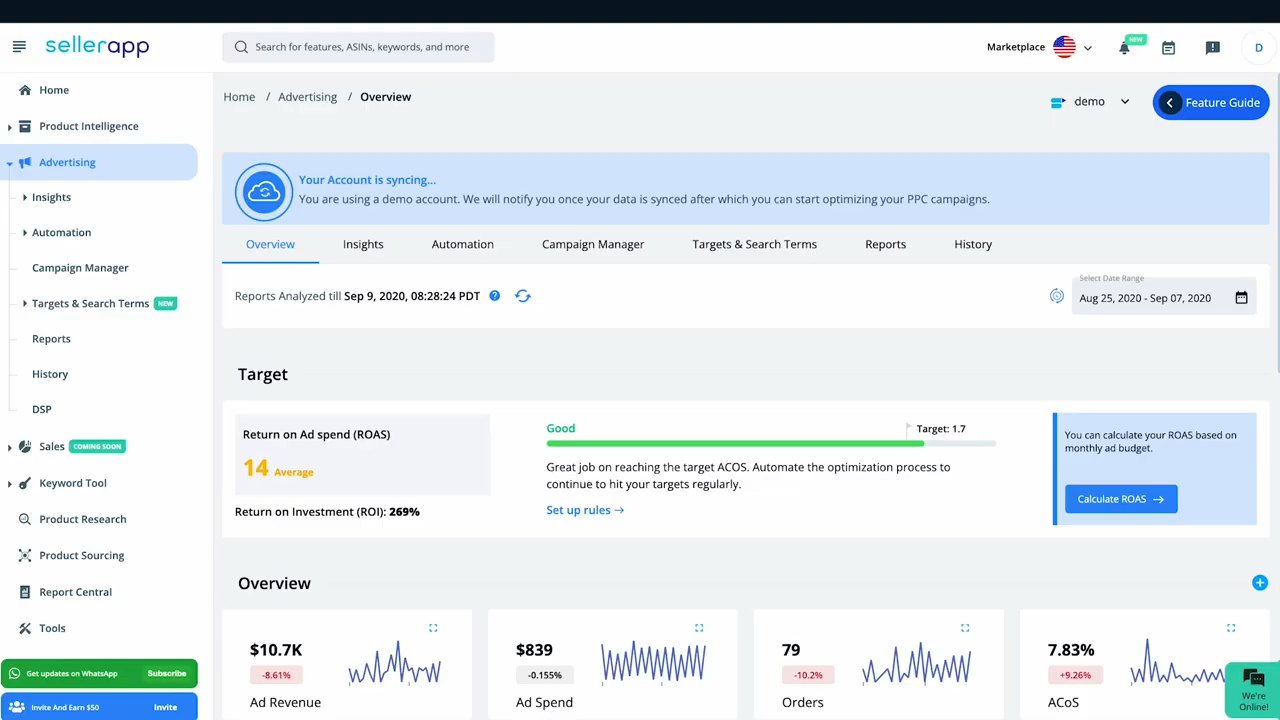 sellerapp
Search for features, ASINs, keywords, and more
Marketplace
NEW
D
Home
Product Intelligence
Advertising
Insights
Automation
Campaign Manager
Targets & Search Terms NEW
Reports
History
DSP
Sales COMING SOON
Keyword Tool
Product Research
Product Sourcing
Report Central
Tools
Get updates on WhatsApp Subscribe
Invite And Earn $50 Invite
Home / Advertising / Overview
demo
Feature Guide
Your Account is syncing...
You are using a demo account. We will notify you once your data is synced after which you can start optimizing your PPC campaigns.
Overview Insights Automation Campaign Manager Targets & Search Terms Reports History
Reports Analyzed till Sep 9, 2020, 08:28:24 PDT ?
Select Date Range
Aug 25, 2020 - Sep 07, 2020
Target
Return on Ad spend (ROAS)
14 Average
Return on Investment (ROI): 269%
Good
Target: 1.7
Great job on reaching the target ACOS. Automate the optimization process to
continue to hit your targets regularly.
Set up rules →
You can calculate your ROAS based on
monthly ad budget.
Calculate ROAS →
Overview
$10.7K
-8.61%
Ad Revenue
$839
-0.155%
Ad Spend
79
-10.2%
Orders
7.83%
+9.26%
ACoS
We're
Online!